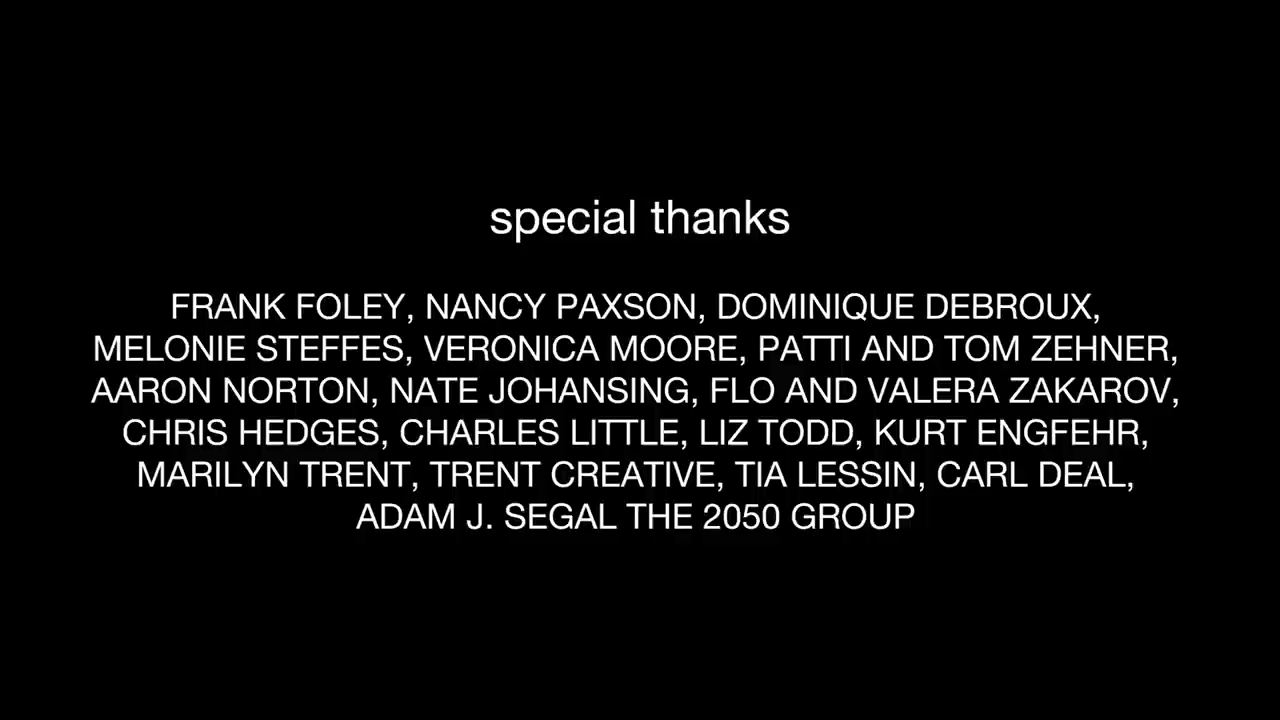 special thanks
FRANK FOLEY, NANCY PAXSON, DOMINIQUE DEBROUX,
MELONIE STEFFES, VERONICA MOORE, PATTI AND TOM ZEHNER,
AARON NORTON, NATE JOHANSING, FLO AND VALERA ZAKAROV,
CHRIS HEDGES, CHARLES LITTLE, LIZ TODD, KURT ENGFEHR,
MARILYN TRENT, TRENT CREATIVE, TIA LESSIN, CARL DEAL,
ADAM J. SEGAL THE 2050 GROUP